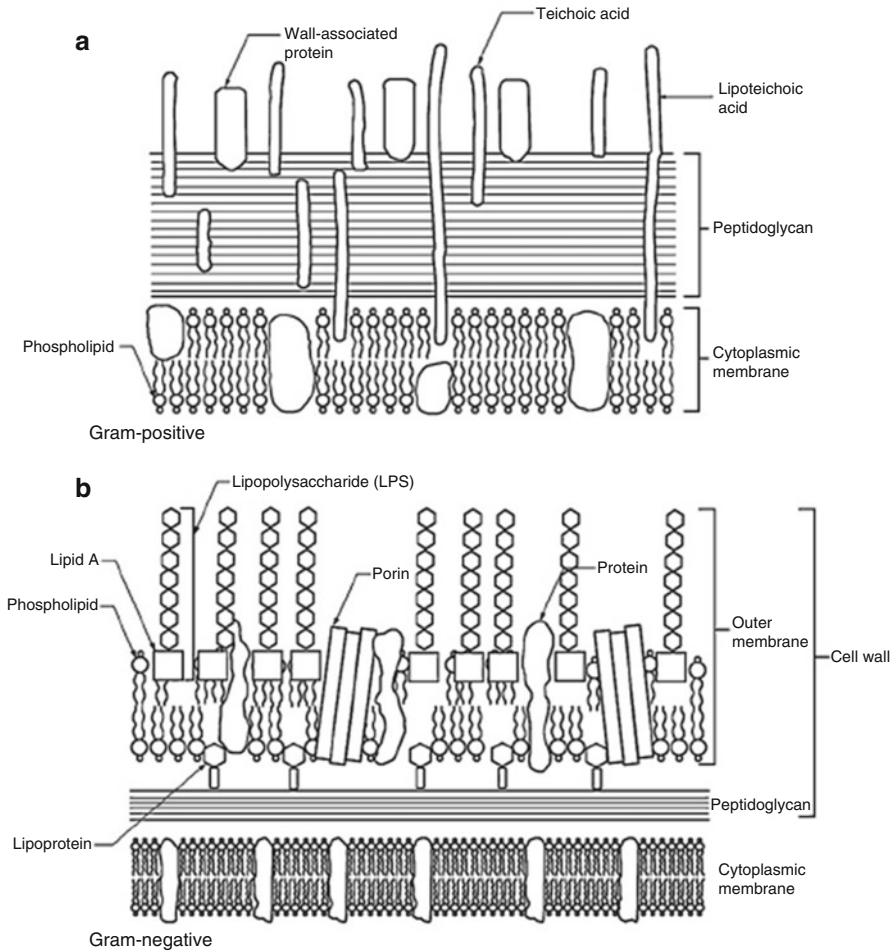 a
Wall-associated
protein
Teichoic acid
Lipoteichoic
acid
Peptidoglycan
Phospholipid
Cytoplasmic
membrane
Gram-positive
b
Lipopolysaccharide (LPS)
Lipid A
Porin
Protein
Phospholipid
Outer
membrane
Cell wall
Peptidoglycan
Lipoprotein
Cytoplasmic
membrane
Gram-negative